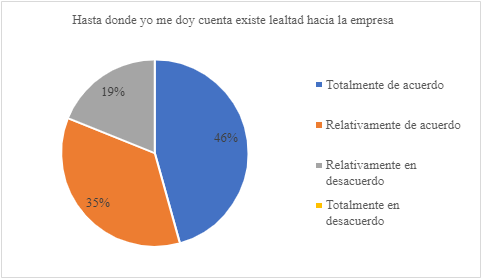 Hasta donde yo me doy cuenta existe lealtad hacia la empresa
19%
46%
35%
Totalmente de acuerdo
Relativamente de acuerdo
Relativamente en
desacuerdo
Totalmente en
desacuerdo